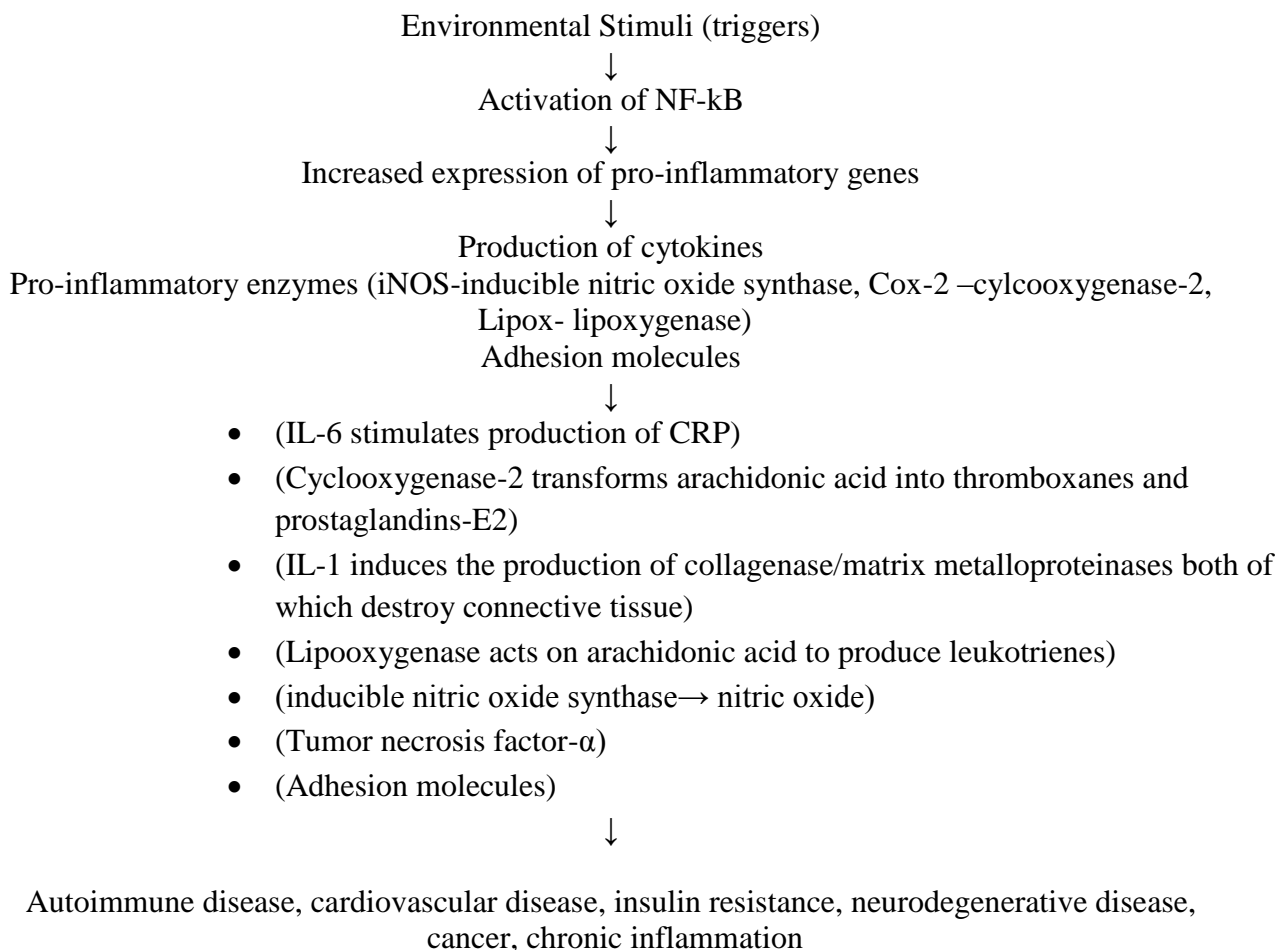 Environmental Stimuli (triggers)
↓
Activation of NF-kB
↓
Increased expression of pro-inflammatory genes
↓
Production of cytokines
Pro-inflammatory enzymes (iNOS-inducible nitric oxide synthase, Cox-2 –cylcooxygenase-2,
Lipox- lipoxygenase)
Adhesion molecules
↓
• (IL-6 stimulates production of CRP)
• (Cyclooxygenase-2 transforms arachidonic acid into thromboxanes and
prostaglandins-E2)
• (IL-1 induces the production of collagenase/matrix metalloproteinases both of
which destroy connective tissue)
• (Lipooxygenase acts on arachidonic acid to produce leukotrienes)
• (inducible nitric oxide synthase→ nitric oxide)
• (Tumor necrosis factor-α)
• (Adhesion molecules)
↓
Autoimmune disease, cardiovascular disease, insulin resistance, neurodegenerative disease,
cancer, chronic inflammation